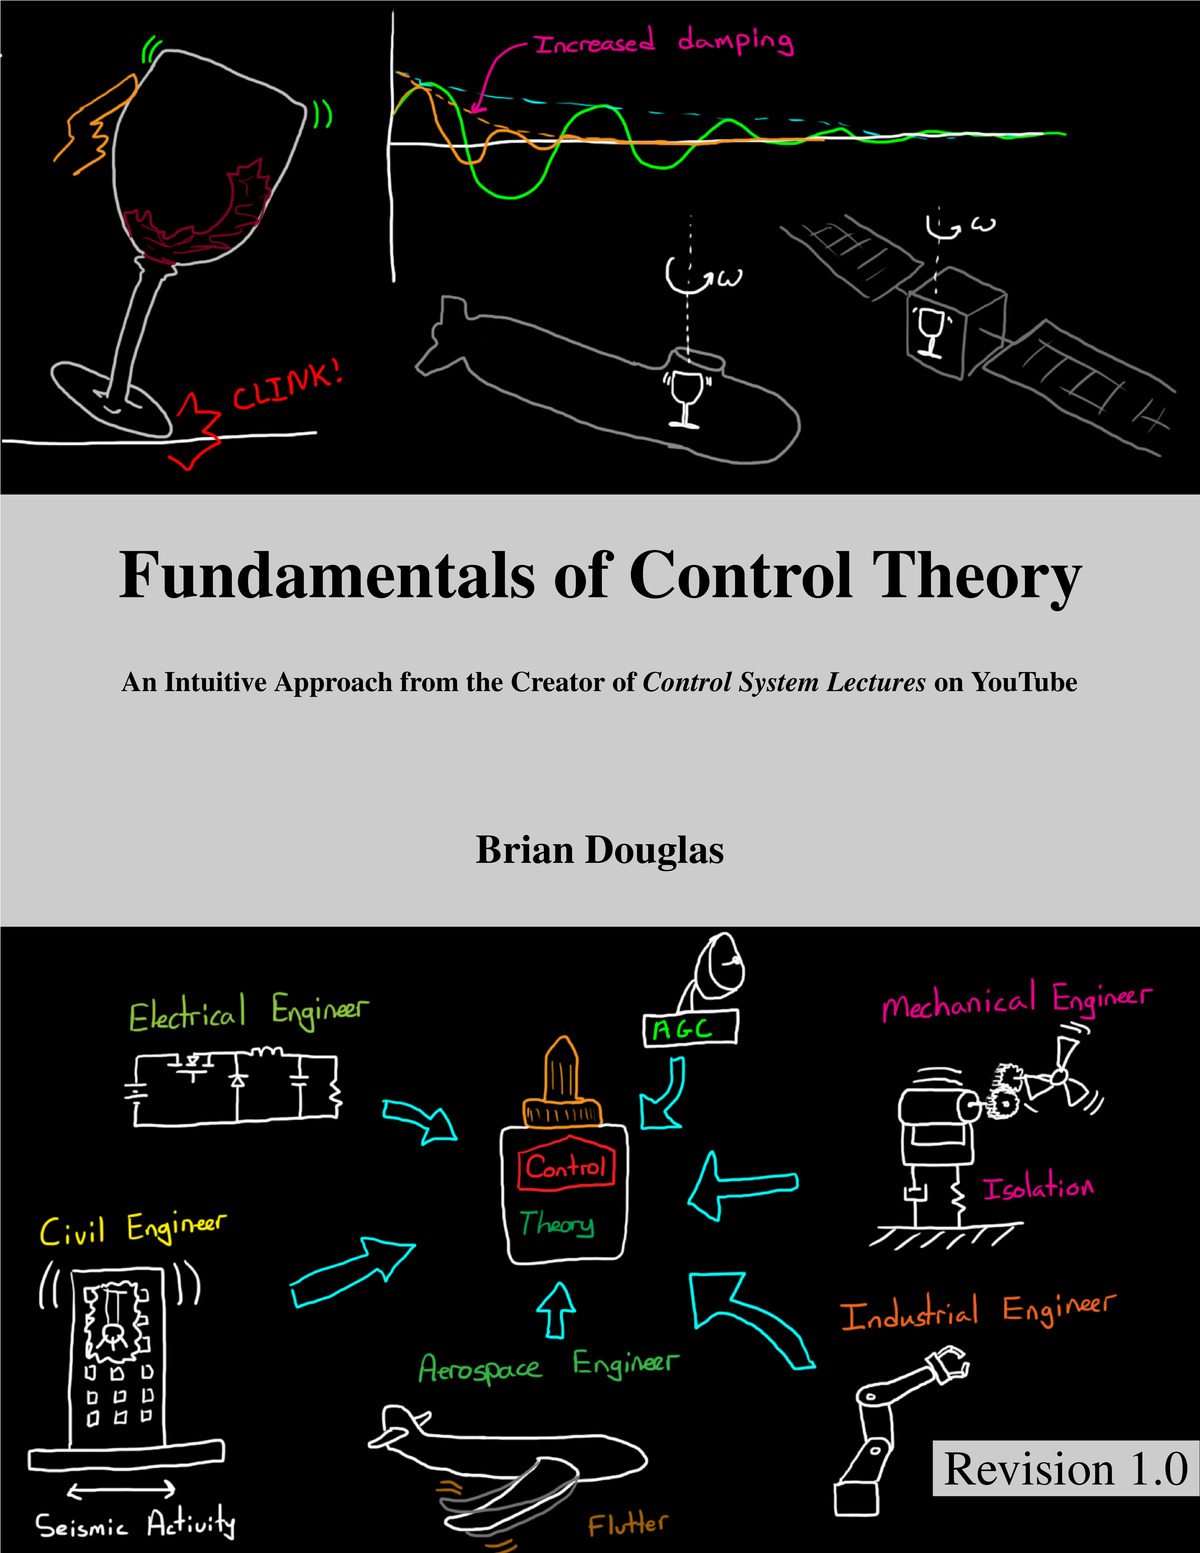 Increased damping
ω
ω
CLINK!
Fundamentals of Control Theory
An Intuitive Approach from the Creator of Control System Lectures on YouTube
Brian Douglas
Electrical Engineer
AGC
Mechanical Engineer
Control
Theory
Isolation
Civil Engineer
Industrial Engineer
Aerospace Engineer
Revision 1.0
Seismic Activity
Flutter